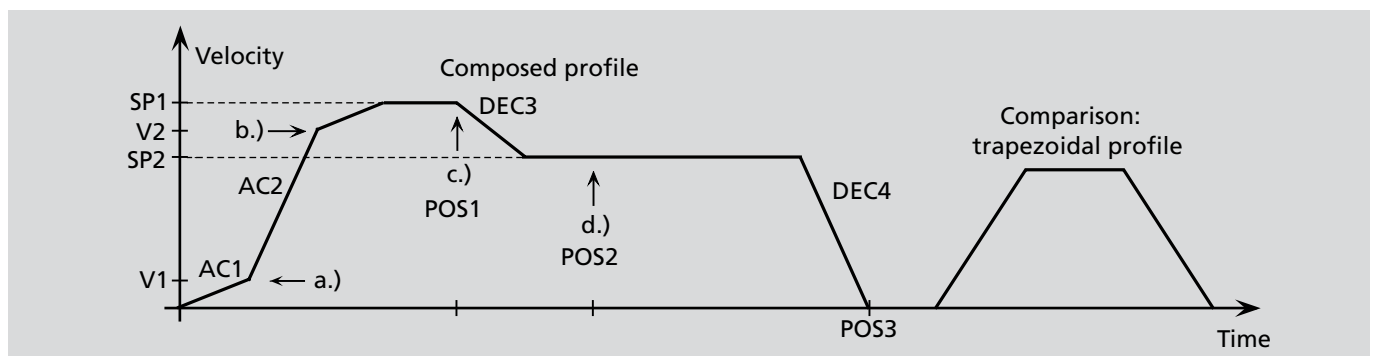 Velocity
Composed profile
SP1
DEC3
V2
b.)
Comparison:
trapezoidal profile
SP2
c.)
AC2
DEC4
POS1
d.)
POS2
AC1
V1
a.)
POS3
Time